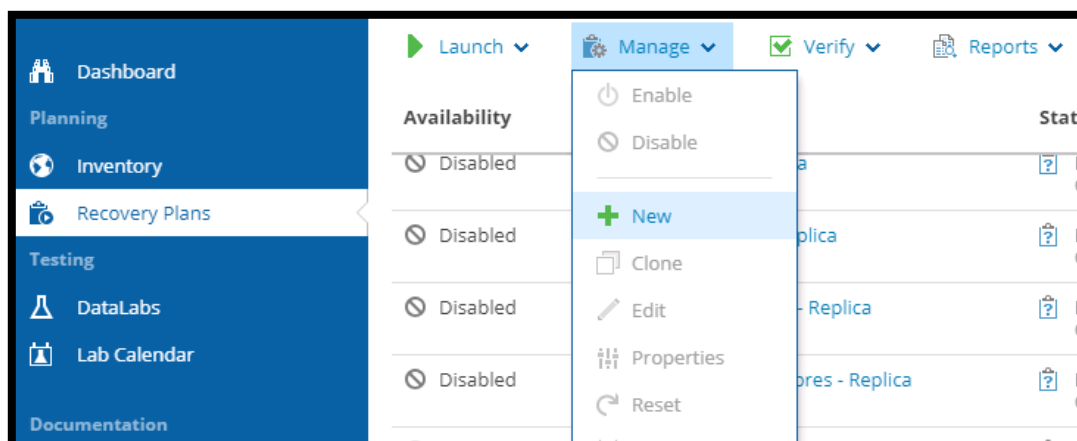 Dashboard
Planning
Inventory
Recovery Plans
Testing
DataLabs
Lab Calendar
Documentation
Launch
Manage
Verify
Reports
Availability
Enable
Disable
New
Clone
Edit
Properties
Reset
Stat
Disabled
a
Disabled
plica
Disabled
- Replica
Disabled
ores - Replica